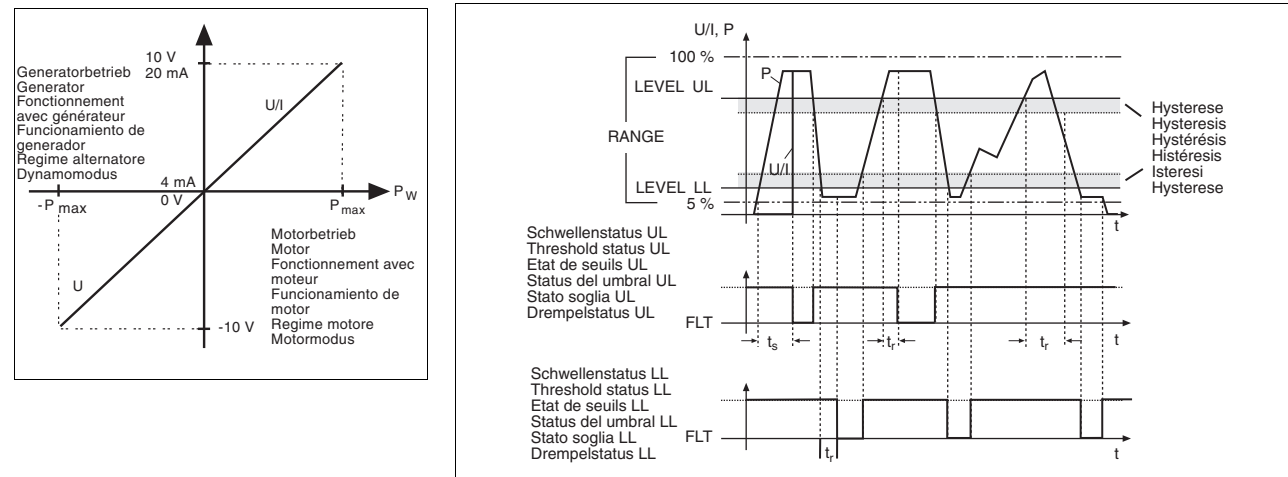 10 V
20 mA
Generatorbetrieb
Generator
Fonctionnement
avec générateur
Funcionamiento de
generador
Regime alternatore
Dynamomodus
U/I
4 mA
0 V
P W
-P max
P max
Motorbetrieb
Motor
Fonctionnement avec
moteur
Funcionamiento de
motor
Regime motore
Motormodus
U
-10 V
U/I, P
100 %
P
LEVEL UL
RANGE
U/I
LEVEL LL
5 %
t
Hysterese
Hysteresis
Hystérésis
Histéresis
Isteresi
Hysterese
Schwellenstatus UL
Threshold status UL
Etat de seuils UL
Status del umbral UL
Stato soglia UL
Drempelstatus UL
FLT
t
ts
tr
tr
Schwellenstatus LL
Threshold status LL
Etat de seuils LL
Status del umbral LL
Stato soglia LL
Drempelstatus LL
FLT
t
tr